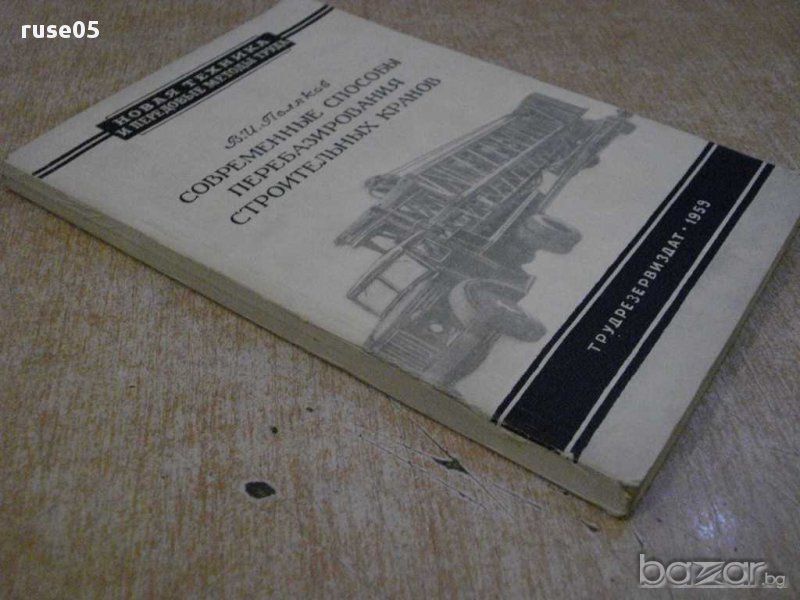 ruse05
НОВАЯ ТЕХНИКА
И ПЕРЕДОВЫЕ МЕТОДЫ ТРУДА
В.И.Поляков
СОВРЕМЕННЫЕ СПОСОБЫ
ПЕРЕБАЗИРОВАНИЯ
СТРОИТЕЛЬНЫХ КРАНОВ
ТРУДРЕЗЕРВИЗДАТ · 1959
bazar.bg